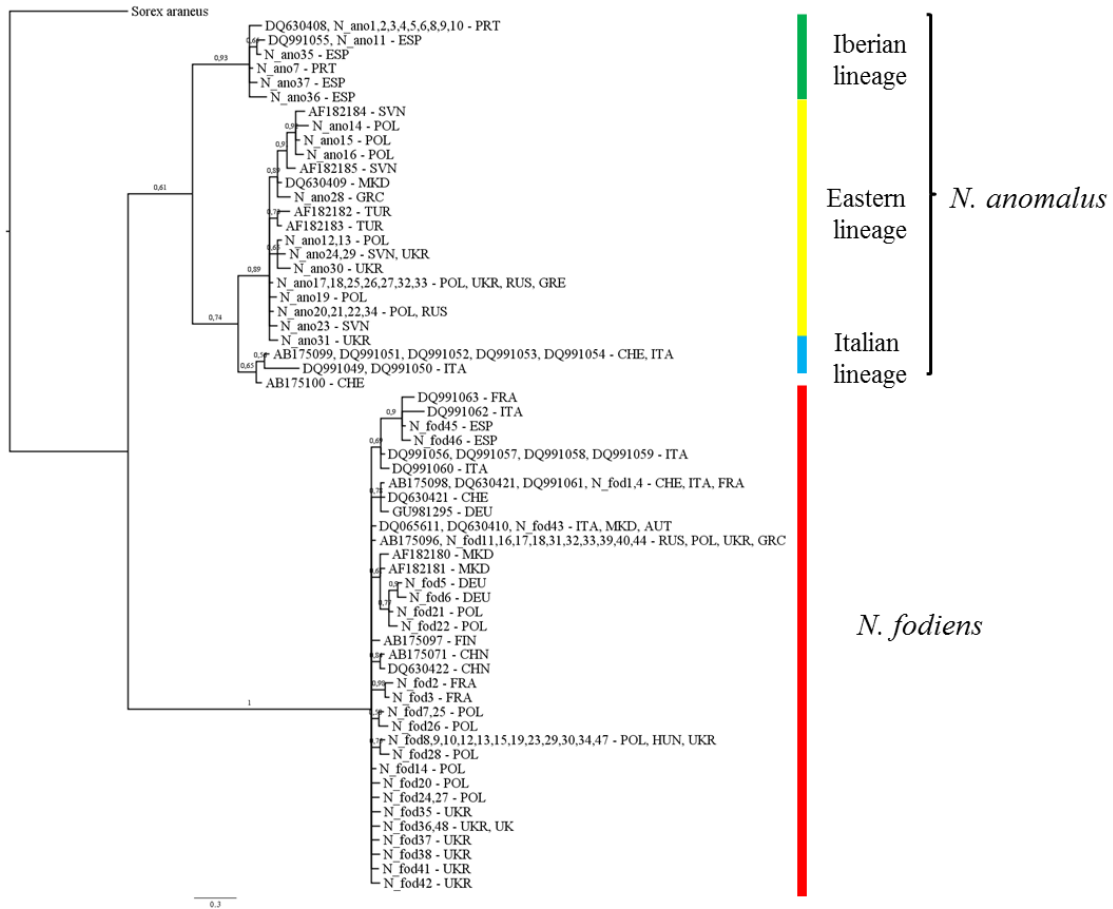 Sorex araneus
DQ630408, N_ano1,2,3,4,5,6,8,9,10 - PRT
DQ991055, N_ano11 - ESP
N_ano35 - ESP
0,93
N_ano7 - PRT
N_ano37 - ESP
N_ano36 - ESP
Iberian
lineage
AF182184 - SVN
N_ano14 - POL
N_ano15 - POL
N_ano16 - POL
AF182185 - SVN
DQ630409 - MKD
0,61
N_ano28 - GRC
AF182182 - TUR
AF182183 - TUR
N_ano12,13 - POL
N_ano24,29 - SVN, UKR
N_ano30 - UKR
0,89
N_ano17,18,25,26,27,32,33 - POL, UKR, RUS, GRE
N_ano19 - POL
N_ano20,21,22,34 - POL, RUS
0,74
N_ano23 - SVN
N_ano31 - UKR
Eastern
lineage
N. anomalus
AB175099, DQ991051, DQ991052, DQ991053, DQ991054 - CHE, ITA
0,65
DQ991049, DQ991050 - ITA
AB175100 - CHE
Italian
lineage
DQ991063 - FRA
0,9
DQ991062 - ITA
N_fod45 - ESP
N_fod46 - ESP
DQ991056, DQ991057, DQ991058, DQ991059 - ITA
DQ991060 - ITA
AB175098, DQ630421, DQ991061, N_fod1,4 - CHE, ITA, FRA
DQ630421 - CHE
GU981295 - DEU
DQ065611, DQ630410, N_fod43 - ITA, MKD, AUT
AB175096, N_fod11,16,17,18,31,32,33,39,40,44 - RUS, POL, UKR, GRC
AF182180 - MKD
AF182181 - MKD
N_fod5 - DEU
N_fod6 - DEU
N_fod21 - POL
N_fod22 - POL
N. fodiens
AB175097 - FIN
AB175071 - CHN
DQ630422 - CHN
N_fod2 - FRA
N_fod3 - FRA
1
N_fod7,25 - POL
N_fod26 - POL
N_fod8,9,10,12,13,15,19,23,29,30,34,47 - POL, HUN, UKR
N_fod28 - POL
N_fod14 - POL
N_fod20 - POL
N_fod24,27 - POL
N_fod35 - UKR
N_fod36,48 - UKR, UK
N_fod37 - UKR
N_fod38 - UKR
N_fod41 - UKR
N_fod42 - UKR
0.3